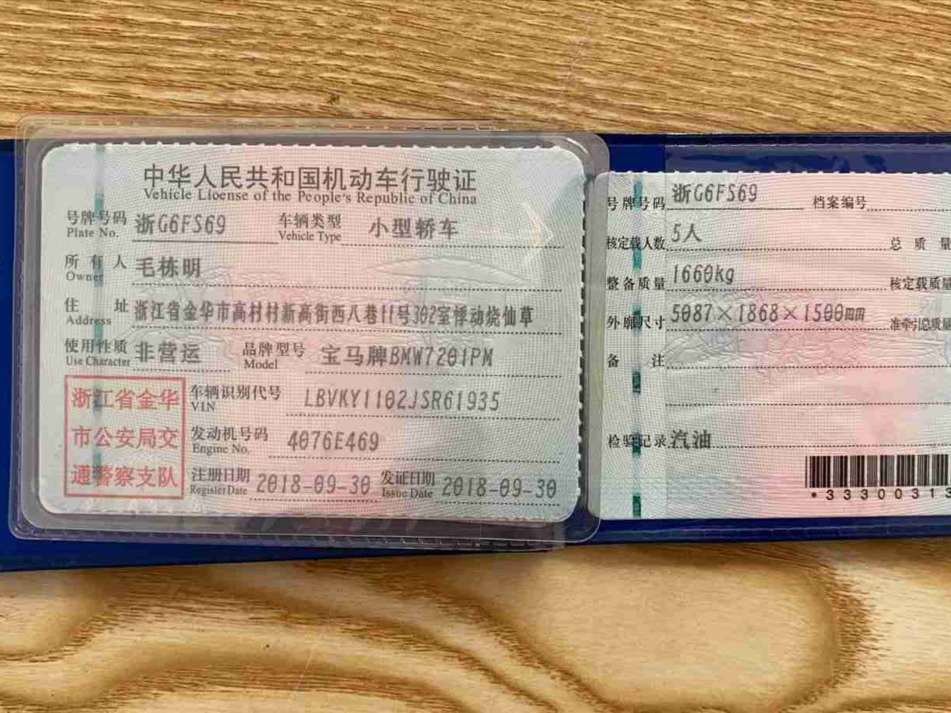 中华人民共和国机动车行驶证
Vehicle License of the People's Republic of China
号牌号码 浙G6FS69 车辆类型 小型轿车
Plate No. Vehicle Type
所有人 毛栋明
Owner
住址 浙江省金华市高村村新高街西八巷11号302室悸动烧仙草
Address
使用性质 非营运 品牌型号 宝马牌BMW7201PM
Use Character Model
浙江省金华
市公安局交
通警察支队
车辆识别代号 LBVKY1102JSR61935
VIN
发动机号码 4076E469
Engine No.
注册日期 2018-09-30 发证日期 2018-09-30
Register Date Issue Date
号牌号码 浙G6FS69 档案编号
核定载人数 5人 总质量
整备质量 1660kg 核定载质量
外廓尺寸 5087×1868×1500mm 准牵引总质量
备注
检验记录 汽油
*33300313